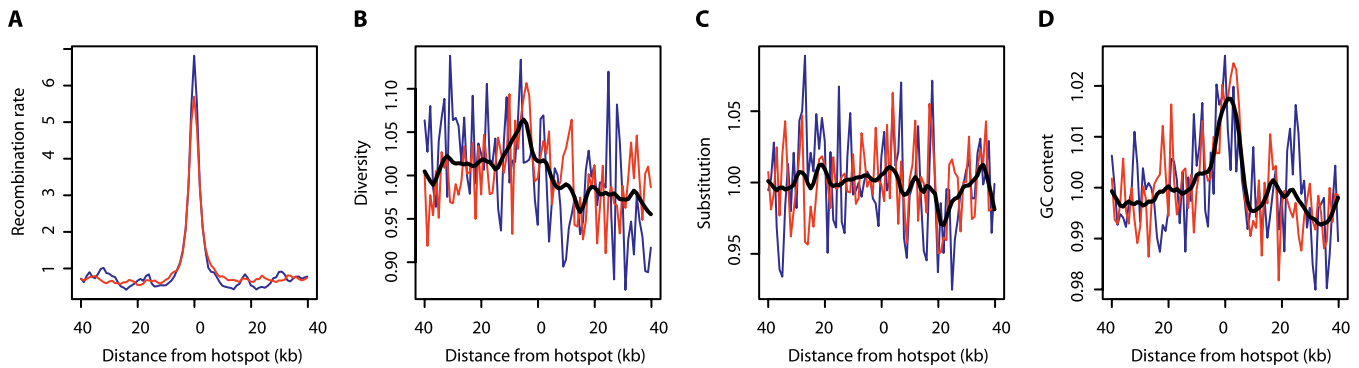 A
Recombination rate
6
5
4
3
2
1
40 20 0 20 40
Distance from hotspot (kb)
B
Diversity
1.10
1.05
1.00
0.95
0.90
40 20 0 20 40
Distance from hotspot (kb)
C
Substitution
1.05
1.00
0.95
40 20 0 20 40
Distance from hotspot (kb)
D
GC content
1.02
1.01
1.00
0.99
0.98
40 20 0 20 40
Distance from hotspot (kb)